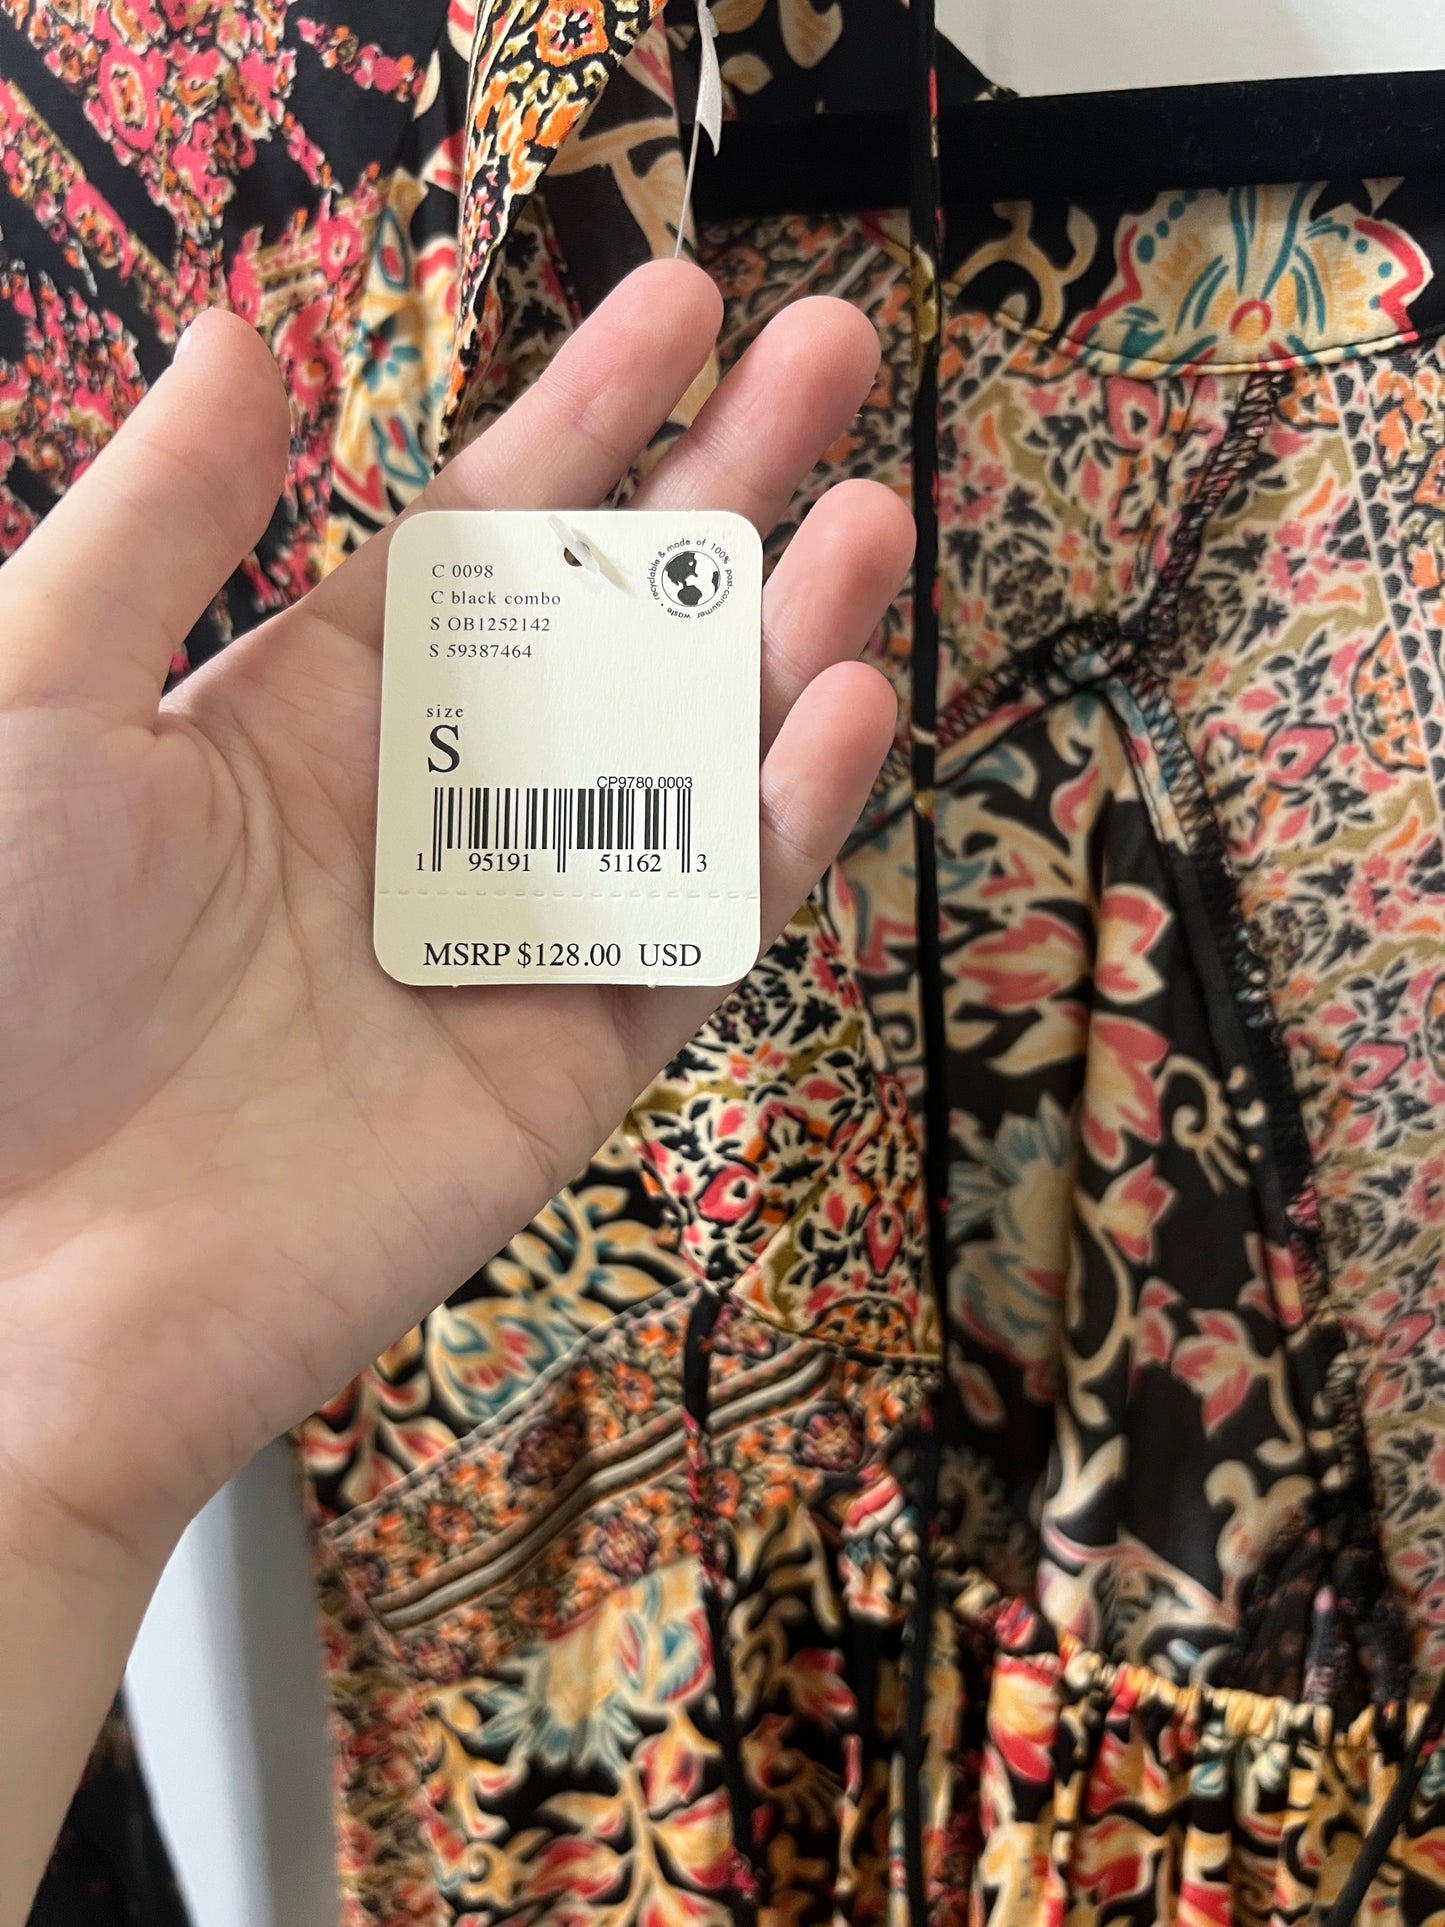 recyclable & made of 100% post-consumer waste •
C 0098
C black combo
S OB1252142
S 59387464
size
S
CP9780 0003
1 95191 51162 3
MSRP $128.00 USD